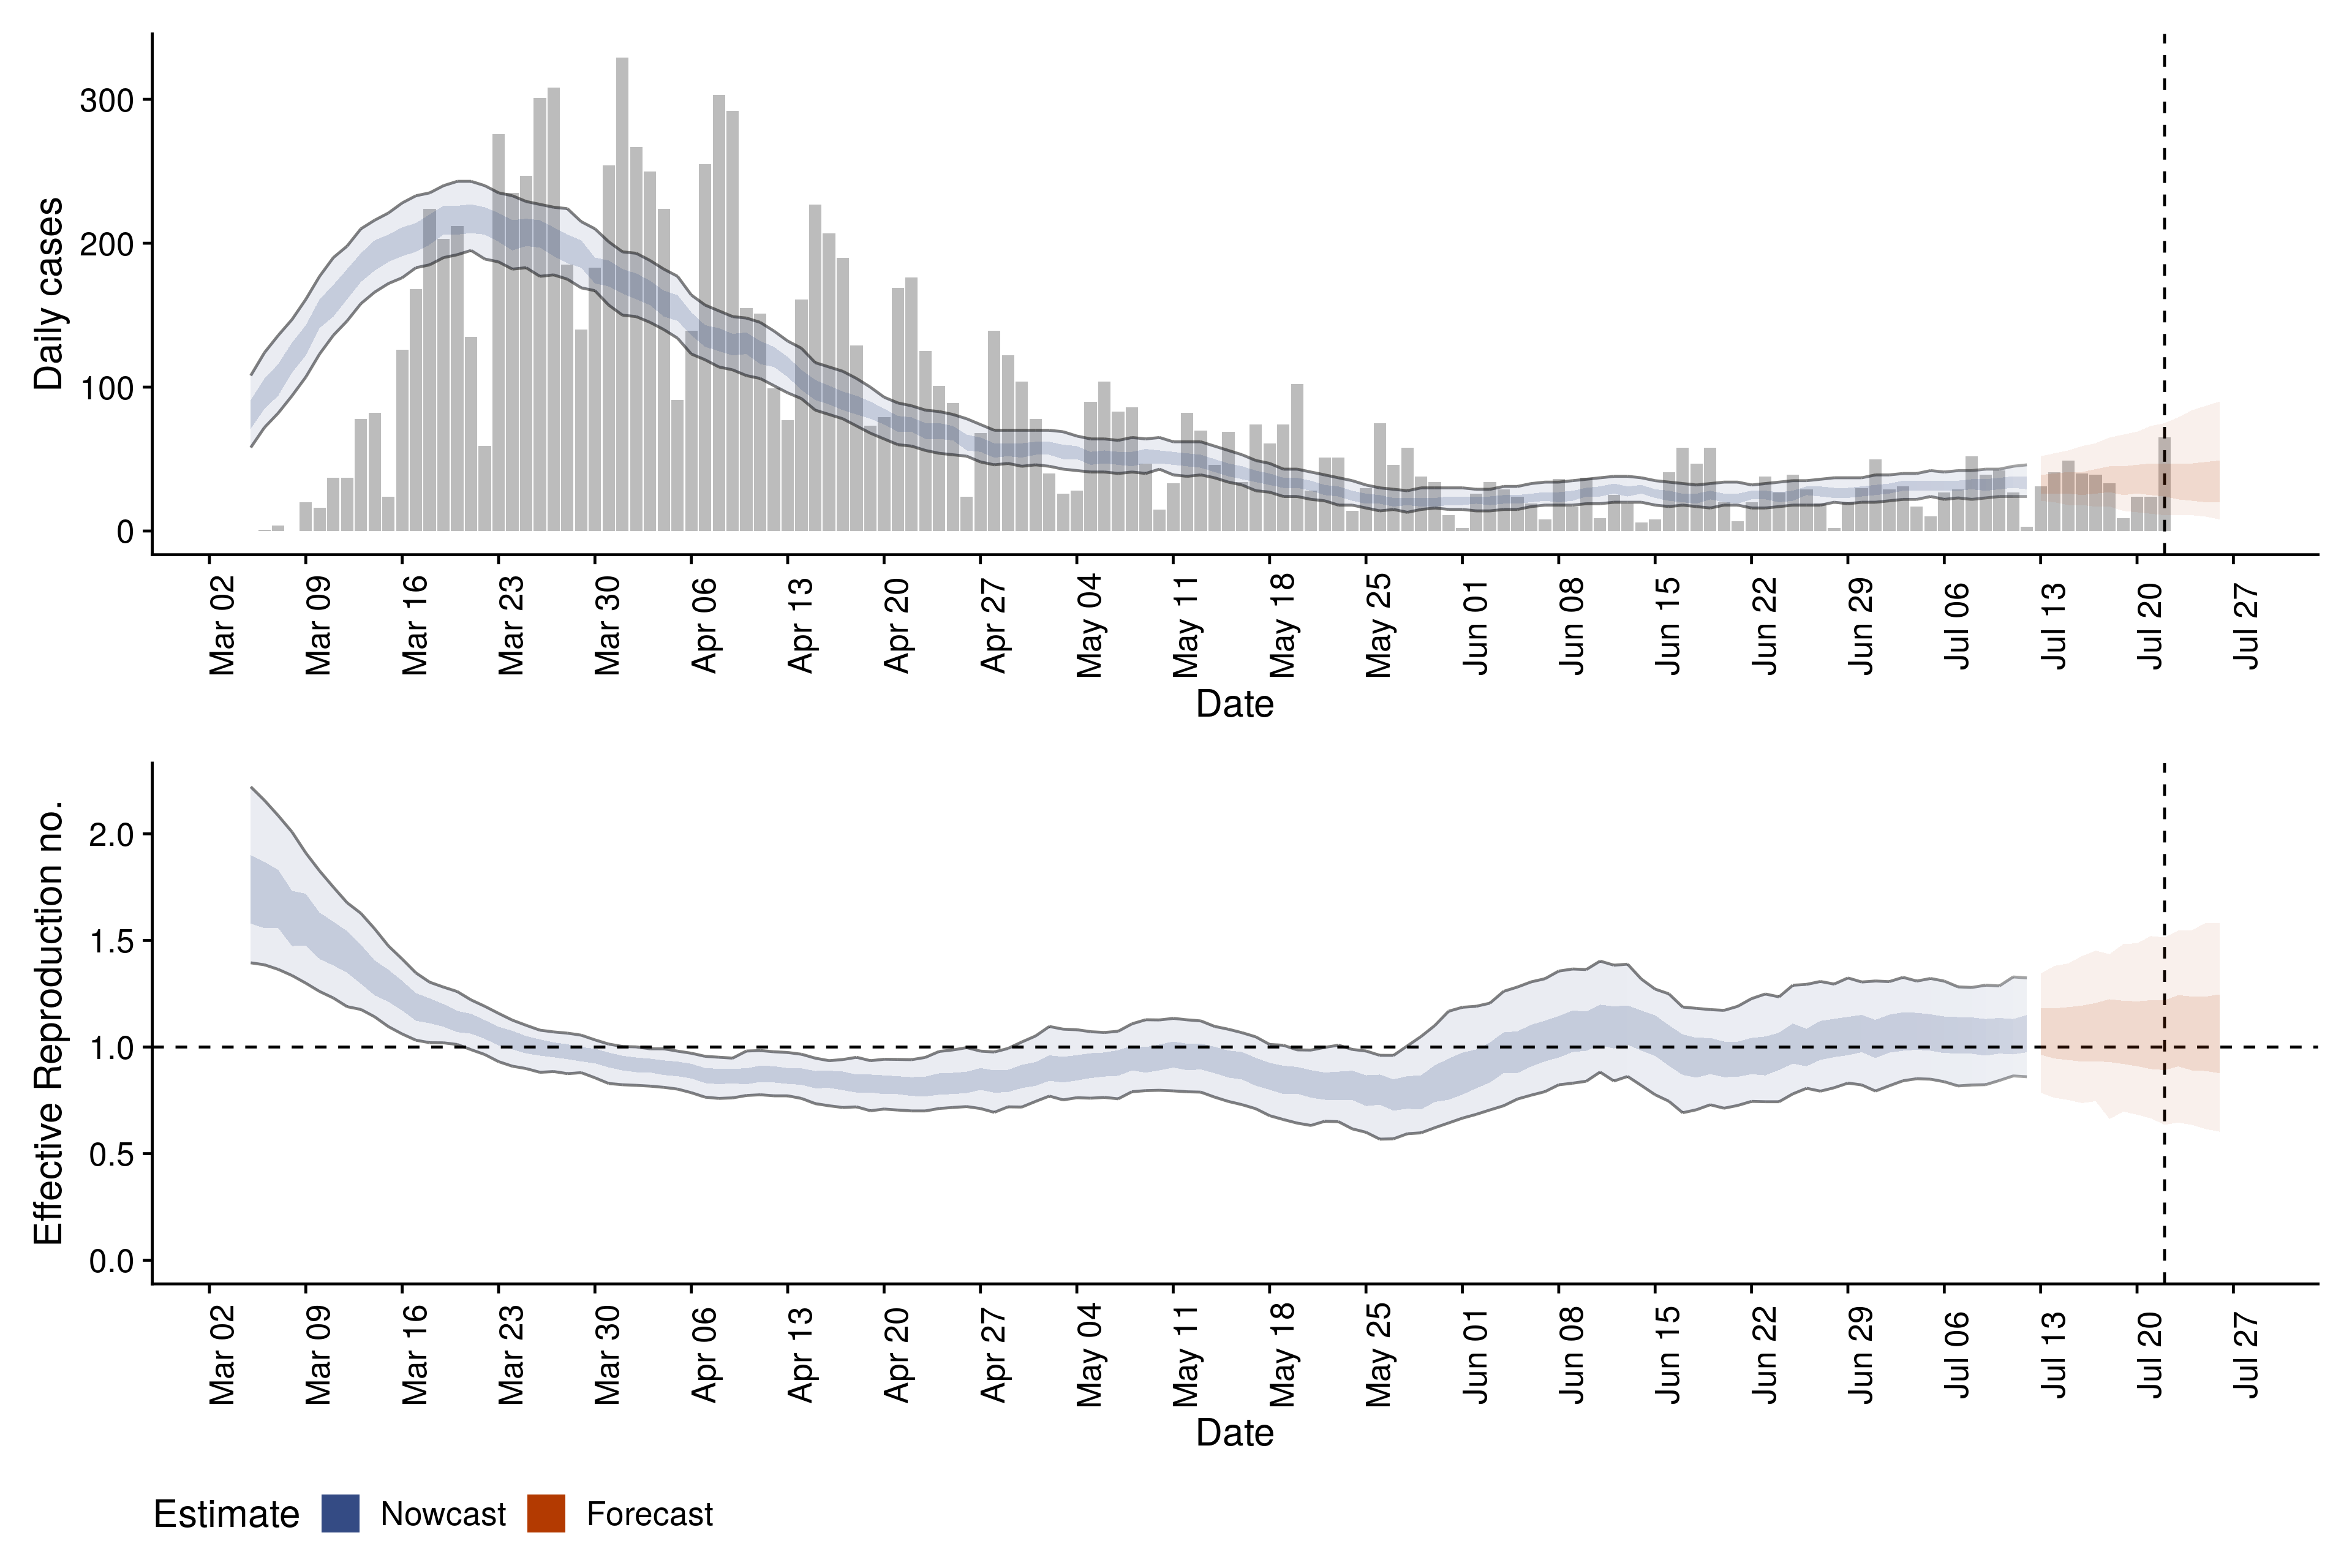 Daily cases
300
200
100
0
Mar 02
Mar 09
Mar 16
Mar 23
Mar 30
Apr 06
Apr 13
Apr 20
Apr 27
May 04
May 11
May 18
May 25
Jun 01
Jun 08
Jun 15
Jun 22
Jun 29
Jul 06
Jul 13
Jul 20
Jul 27
Date
Effective Reproduction no.
2.0
1.5
1.0
0.5
0.0
Mar 02
Mar 09
Mar 16
Mar 23
Mar 30
Apr 06
Apr 13
Apr 20
Apr 27
May 04
May 11
May 18
May 25
Jun 01
Jun 08
Jun 15
Jun 22
Jun 29
Jul 06
Jul 13
Jul 20
Jul 27
Date
Estimate Nowcast Forecast